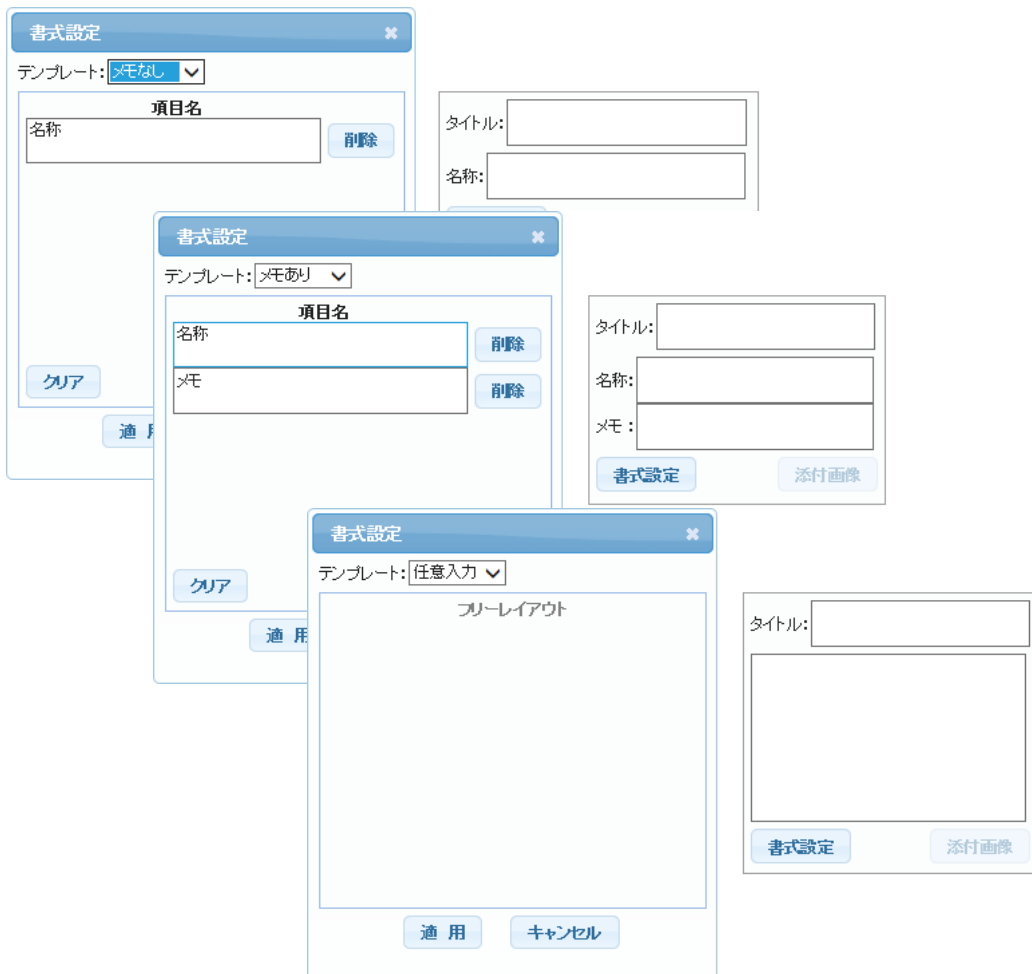 書式設定
テンプレート: メモなし
項目名
名称
削除
クリア
適 用
タイトル:
名称:
書式設定
テンプレート: メモあり
項目名
名称
削除
メモ
削除
クリア
適 用
タイトル:
名称:
メモ :
書式設定 添付画像
書式設定
テンプレート: 任意入力
フリーレイアウト
適 用 キャンセル
タイトル:
書式設定 添付画像